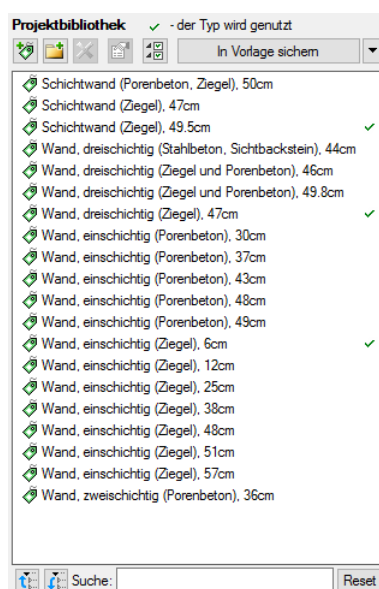 Projektbibliothek ✓ - der Typ wird genutzt
In Vorlage sichern
Schichtwand (Porenbeton, Ziegel), 50cm
Schichtwand (Ziegel), 47cm
Schichtwand (Ziegel), 49.5cm ✓
Wand, dreischichtig (Stahlbeton, Sichtbackstein), 44cm
Wand, dreischichtig (Ziegel und Porenbeton), 46cm
Wand, dreischichtig (Ziegel und Porenbeton), 49.8cm
Wand, dreischichtig (Ziegel), 47cm ✓
Wand, einschichtig (Porenbeton), 30cm
Wand, einschichtig (Porenbeton), 37cm
Wand, einschichtig (Porenbeton), 43cm
Wand, einschichtig (Porenbeton), 48cm
Wand, einschichtig (Porenbeton), 49cm
Wand, einschichtig (Ziegel), 6cm ✓
Wand, einschichtig (Ziegel), 12cm
Wand, einschichtig (Ziegel), 25cm
Wand, einschichtig (Ziegel), 38cm
Wand, einschichtig (Ziegel), 48cm
Wand, einschichtig (Ziegel), 51cm
Wand, einschichtig (Ziegel), 57cm
Wand, zweischichtig (Porenbeton), 36cm
Suche: Reset